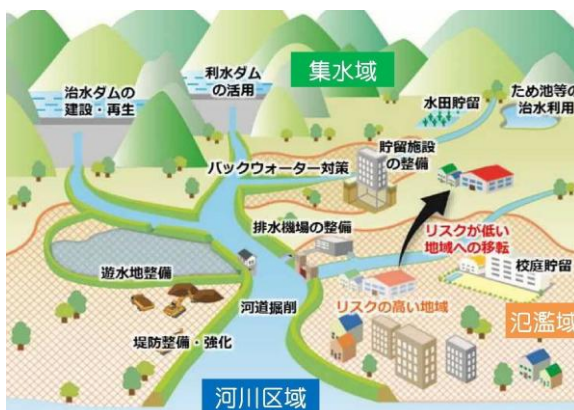 集水域
治水ダムの
建設・再生
利水ダム
の活用
水田貯留
ため池等の
治水利用
バックウォーター対策
貯留施設
の整備
排水機場の整備
リスクが低い
地域への移転
遊水地整備
校庭貯留
河道掘削
リスクの高い地域
氾濫域
堤防整備・強化
河川区域